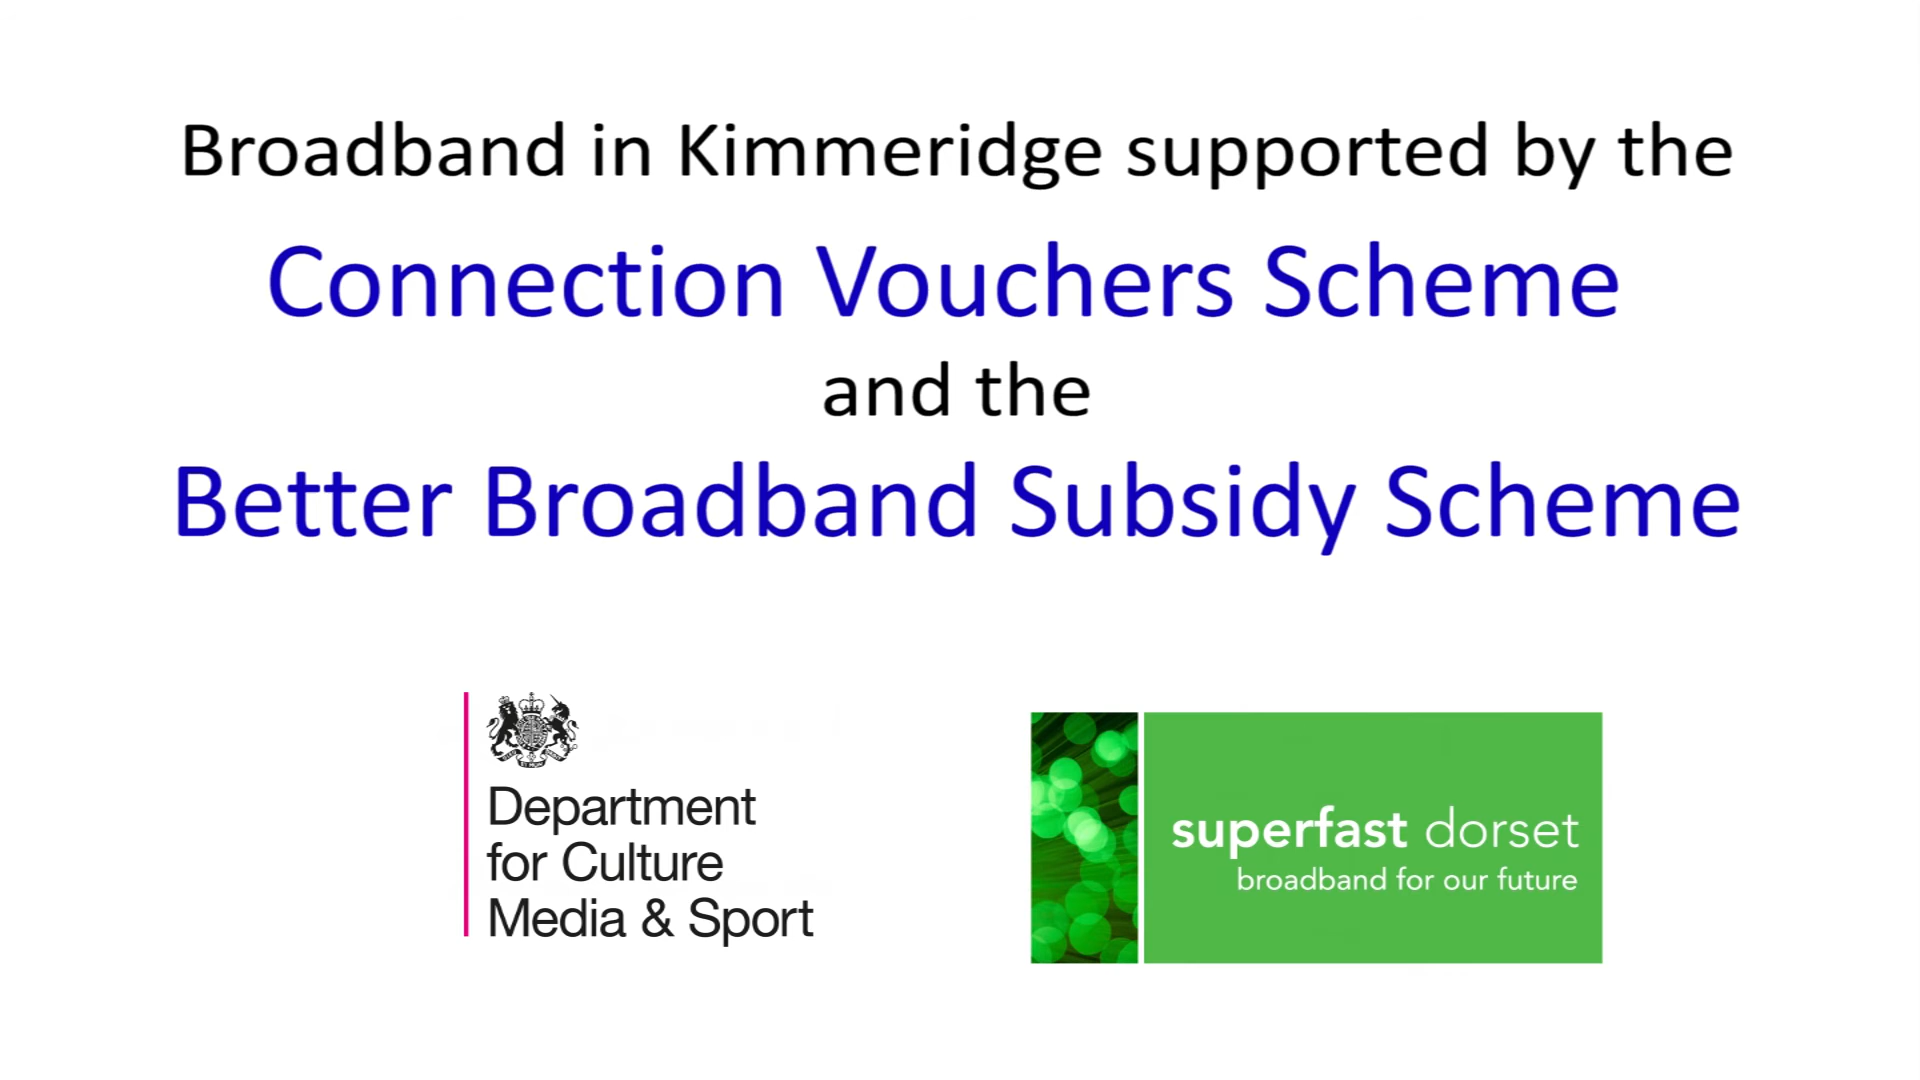 Broadband in Kimmeridge supported by the
Connection Vouchers Scheme
and the
Better Broadband Subsidy Scheme
Department
for Culture
Media & Sport
superfast dorset
broadband for our future